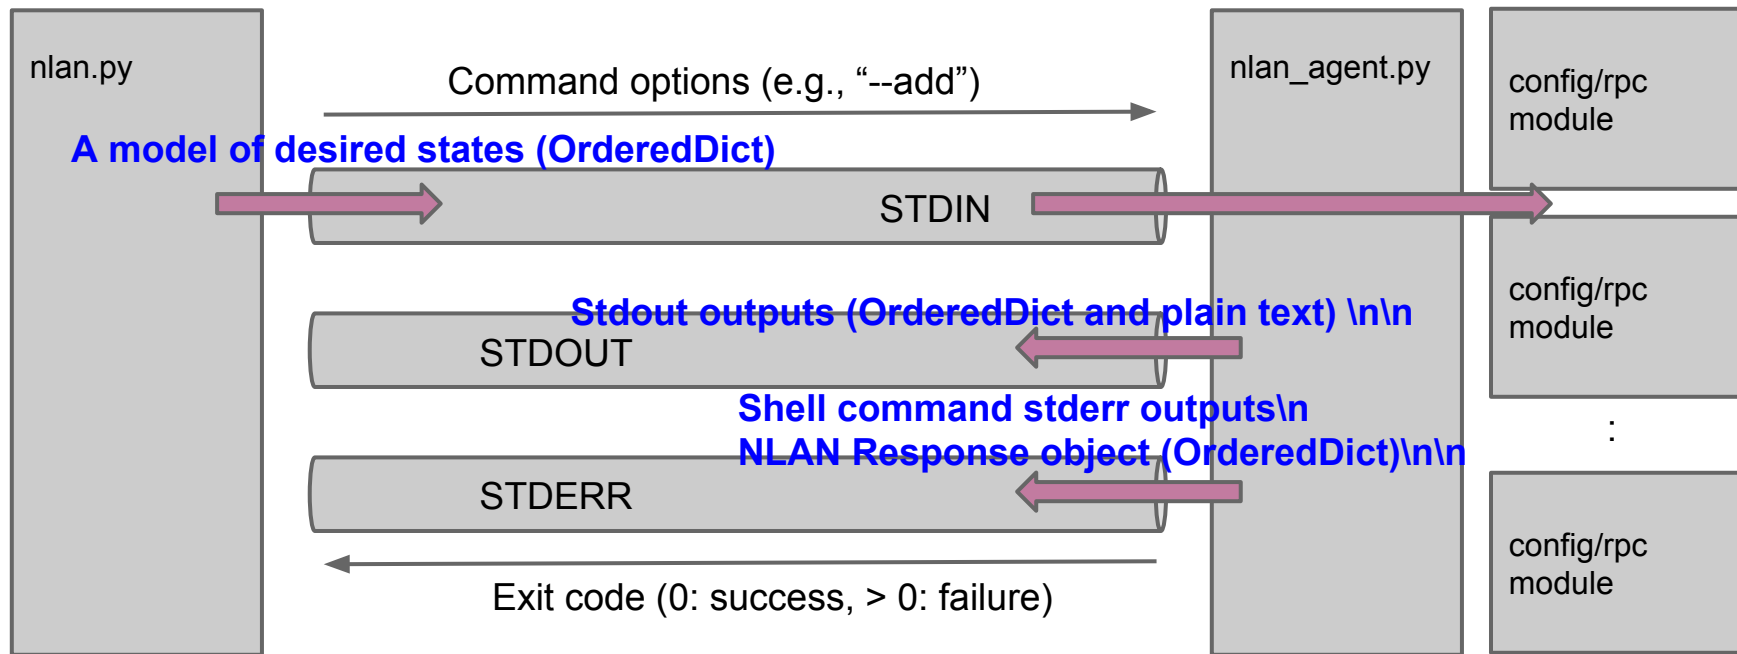 nlan.py
Command options (e.g., “--add”)
nlan_agent.py
config/rpc
module
A model of desired states (OrderedDict)
STDIN
Stdout outputs (OrderedDict and plain text) \n\n
STDOUT
config/rpc
module
Shell command stderr outputs\n
NLAN Response object (OrderedDict)\n\n
:
STDERR
config/rpc
module
Exit code (0: success, > 0: failure)